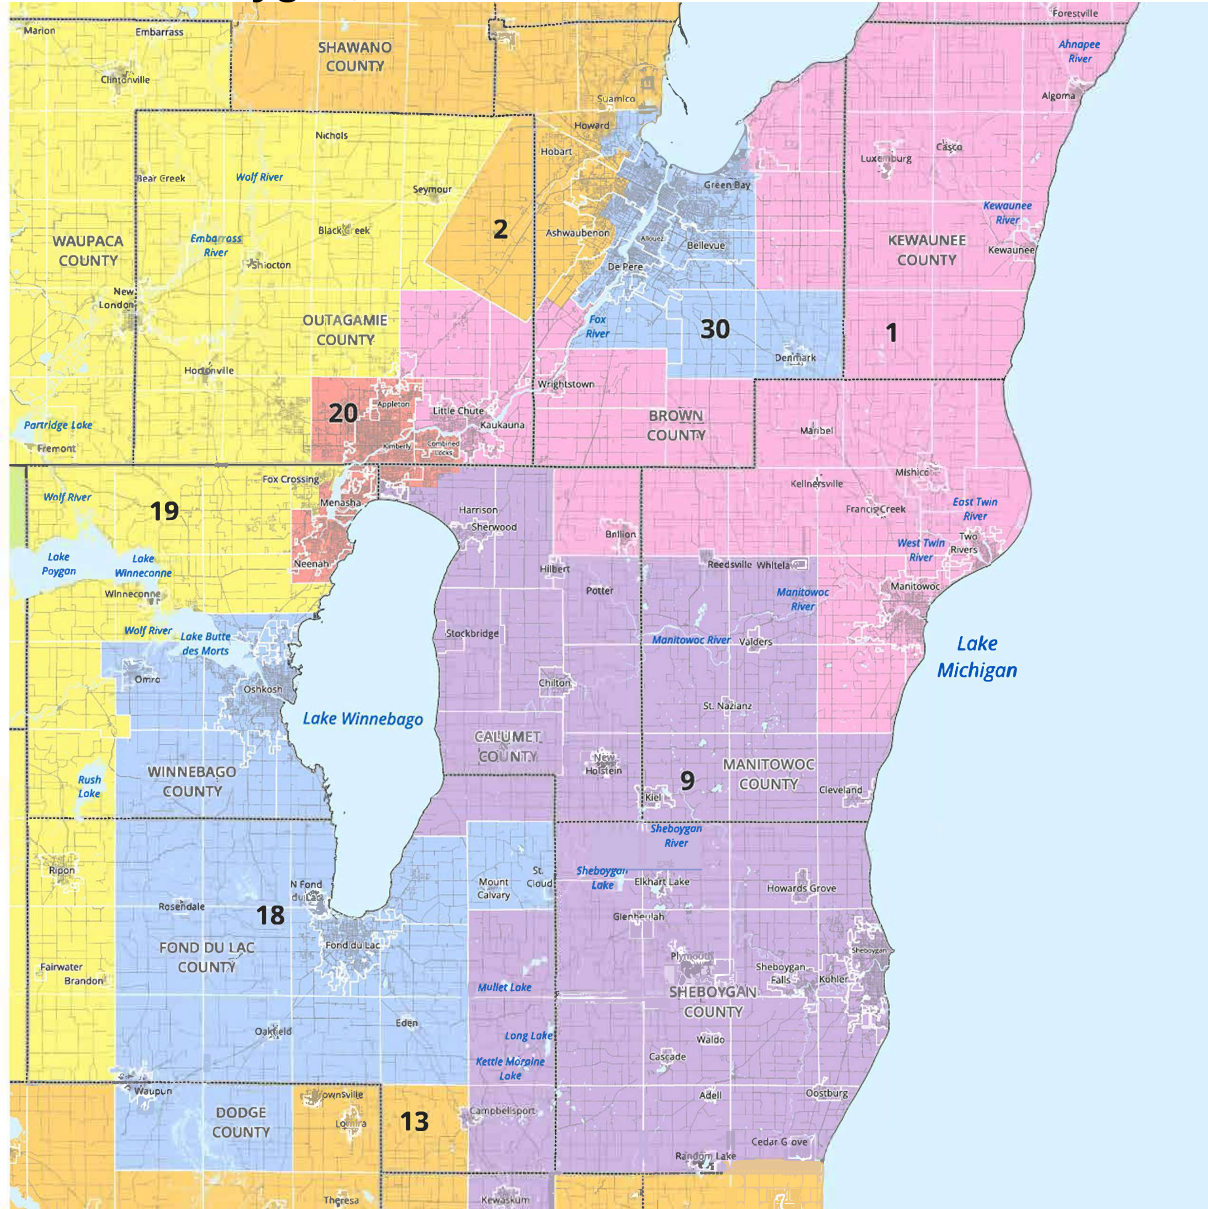 Forestville
Marion
Embarrass
SHAWANO
COUNTY
Ahnapee
River
Clintonville
Algoma
Suamico
Howard
Nichols
Hobart
Casco
Luxemburg
Bear Creek
Wolf River
Seymour
Green Bay
Kewaunee
River
2
Black Creek
Ashwaubenon
Allouez
Bellevue
WAUPACA
COUNTY
Embarrass
River
KEWAUNEE
COUNTY
Kewaunee
Shiocton
De Pere
New
London
OUTAGAMIE
COUNTY
Fox
River
30
1
Denmark
Hortonville
Wrightstown
20
Appleton
Little Chute
Kaukauna
BROWN
COUNTY
Partridge Lake
Fremont
Kimberly
Combined
Locks
Maribel
Mishicot
Fox Crossing
Kellnersville
Wolf River
19
Menasha
Harrison
Sherwood
Francis Creek
East Twin
River
Brillion
West Twin
River
Two
Rivers
Lake
Poygan
Lake
Winneconne
Neenah
Hilbert
Reedsville
Whitelaw
Winneconne
Potter
Manitowoc
Manitowoc
River
Wolf River
Lake Butte
des Morts
Stockbridge
Manitowoc River
Valders
Lake
Michigan
Omro
Oshkosh
Chilton
St. Nazianz
Lake Winnebago
CALUMET
COUNTY
WINNEBAGO
COUNTY
New
Holstein
9
MANITOWOC
COUNTY
Rush
Lake
Kiel
Cleveland
Sheboygan
River
Ripon
N Fond
du Lac
Mount
Calvary
St.
Cloud
Sheboygan
Lake
Elkhart Lake
Howards Grove
Rosendale
18
Glenbeulah
FOND DU LAC
COUNTY
Fond du Lac
Plymouth
Sheboygan
Fairwater
Brandon
Sheboygan
Falls
Kohler
Mullet Lake
SHEBOYGAN
COUNTY
Oakfield
Eden
Long Lake
Waldo
Kettle Moraine
Lake
Cascade
Waupun
Brownsville
Adell
Oostburg
DODGE
COUNTY
Lomira
13
Campbellsport
Cedar Grove
Random Lake
Theresa
Kewaskum